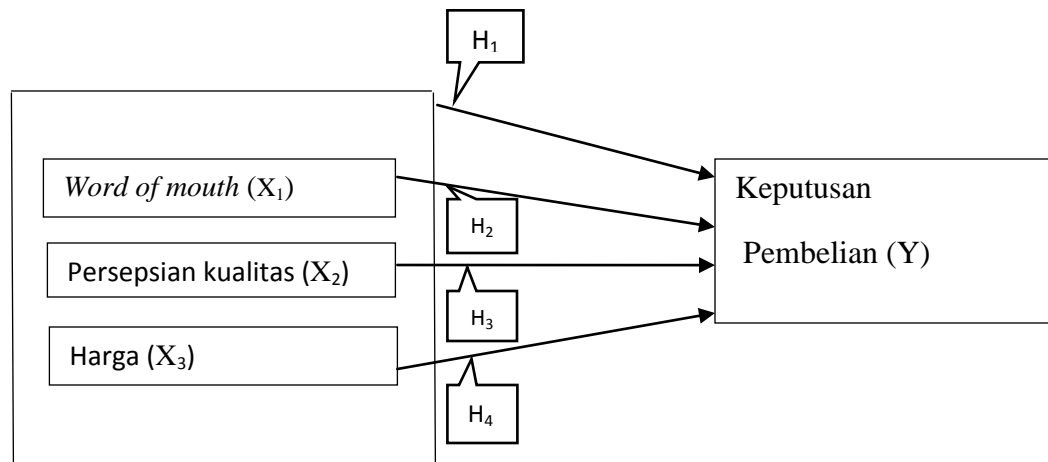 H₁
Word of mouth (X₁)
Keputusan
Pembelian (Y)
H₂
Persepsian kualitas (X₂)
H₃
Harga (X₃)
H₄